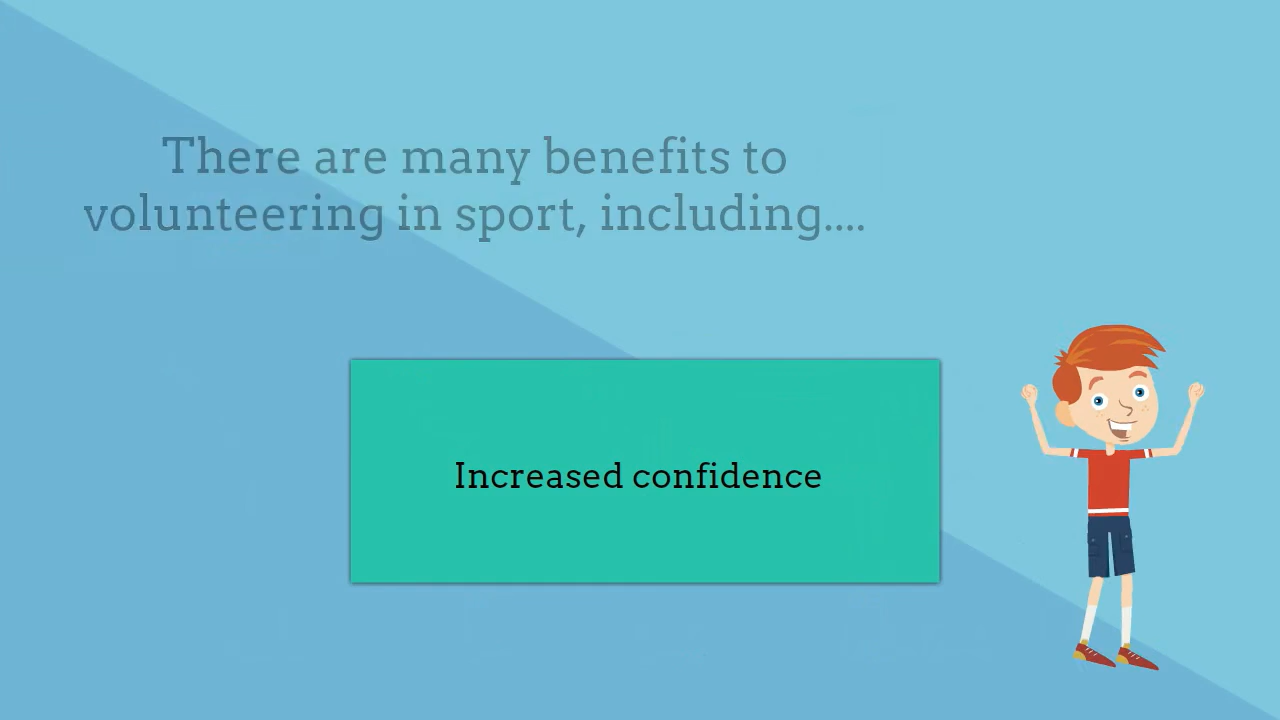 There are many benefits to
volunteering in sport, including....
Increased confidence